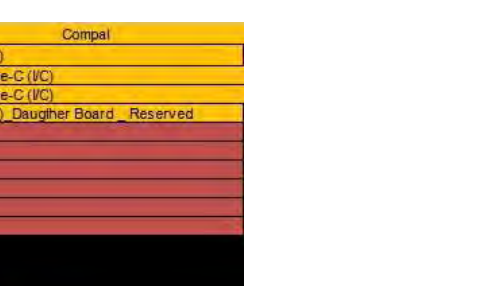 Compal
)
e-C (I/C)
e-C (I/C)
)_Daugther Board _ Reserved